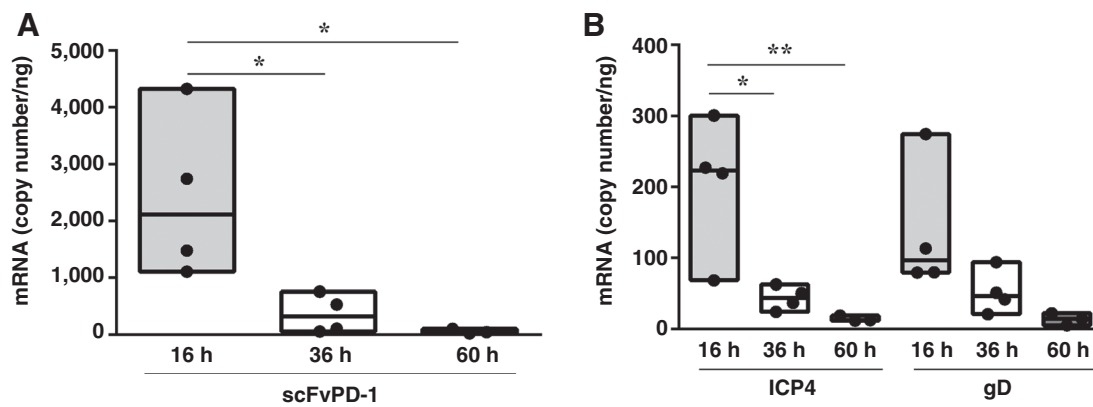 A
mRNA (copy number/ng)
5,000
4,000
3,000
2,000
1,000
0
*
*
16 h 36 h 60 h
scFvPD-1
B
mRNA (copy number/ng)
400
300
200
100
0
**
*
16 h 36 h 60 h 16 h 36 h 60 h
ICP4 gD